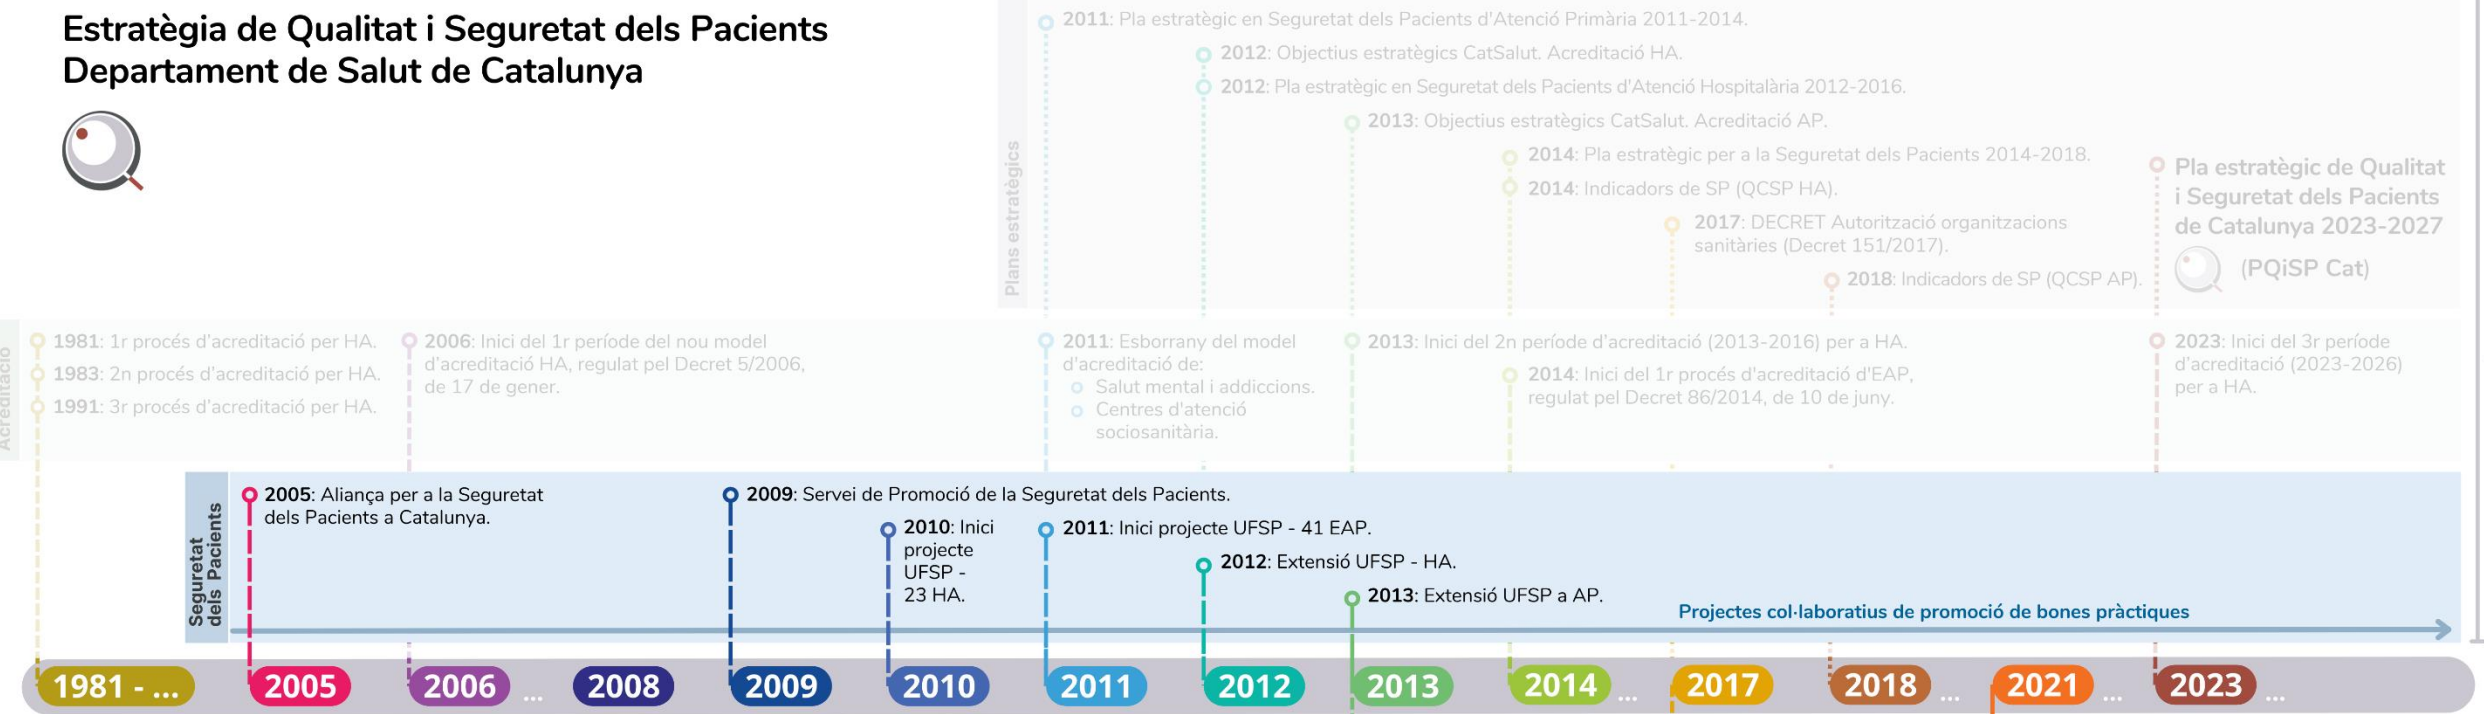 Estratègia de Qualitat i Seguretat dels Pacients
Departament de Salut de Catalunya
Plans estratègics
2011: Pla estratègic en Seguretat dels Pacients d'Atenció Primària 2011-2014.
2012: Objectius estratègics CatSalut. Acreditació HA.
2012: Pla estratègic en Seguretat dels Pacients d'Atenció Hospitalària 2012-2016.
2013: Objectius estratègics CatSalut. Acreditació AP.
2014: Pla estratègic per a la Seguretat dels Pacients 2014-2018.
2014: Indicadors de SP (QCSP HA).
2017: DECRET Autorització organitzacions
sanitàries (Decret 151/2017).
2018: Indicadors de SP (QCSP AP).
Pla estratègic de Qualitat
i Seguretat dels Pacients
de Catalunya 2023-2027
(PQiSP Cat)
Acreditació
1981: 1r procés d'acreditació per HA.
1983: 2n procés d'acreditació per HA.
1991: 3r procés d'acreditació per HA.
2006: Inici del 1r període del nou model
d'acreditació HA, regulat pel Decret 5/2006,
de 17 de gener.
2011: Esborrany del model
d'acreditació de:
Salut mental i addiccions.
Centres d'atenció
sociosanitària.
2013: Inici del 2n període d'acreditació (2013-2016) per a HA.
2014: Inici del 1r procés d'acreditació d'EAP,
regulat pel Decret 86/2014, de 10 de juny.
2023: Inici del 3r període
d'acreditació (2023-2026)
per a HA.
Seguretat
dels Pacients
2005: Aliança per a la Seguretat
dels Pacients a Catalunya.
2009: Servei de Promoció de la Seguretat dels Pacients.
2010: Inici
projecte
UFSP -
23 HA.
2011: Inici projecte UFSP - 41 EAP.
2012: Extensió UFSP - HA.
2013: Extensió UFSP a AP.
Projectes col·laboratius de promoció de bones pràctiques
1981 - ... 2005 2006 ... 2008 2009 2010 2011 2012 2013 2014 ... 2017 2018 ... 2021 ... 2023 ...